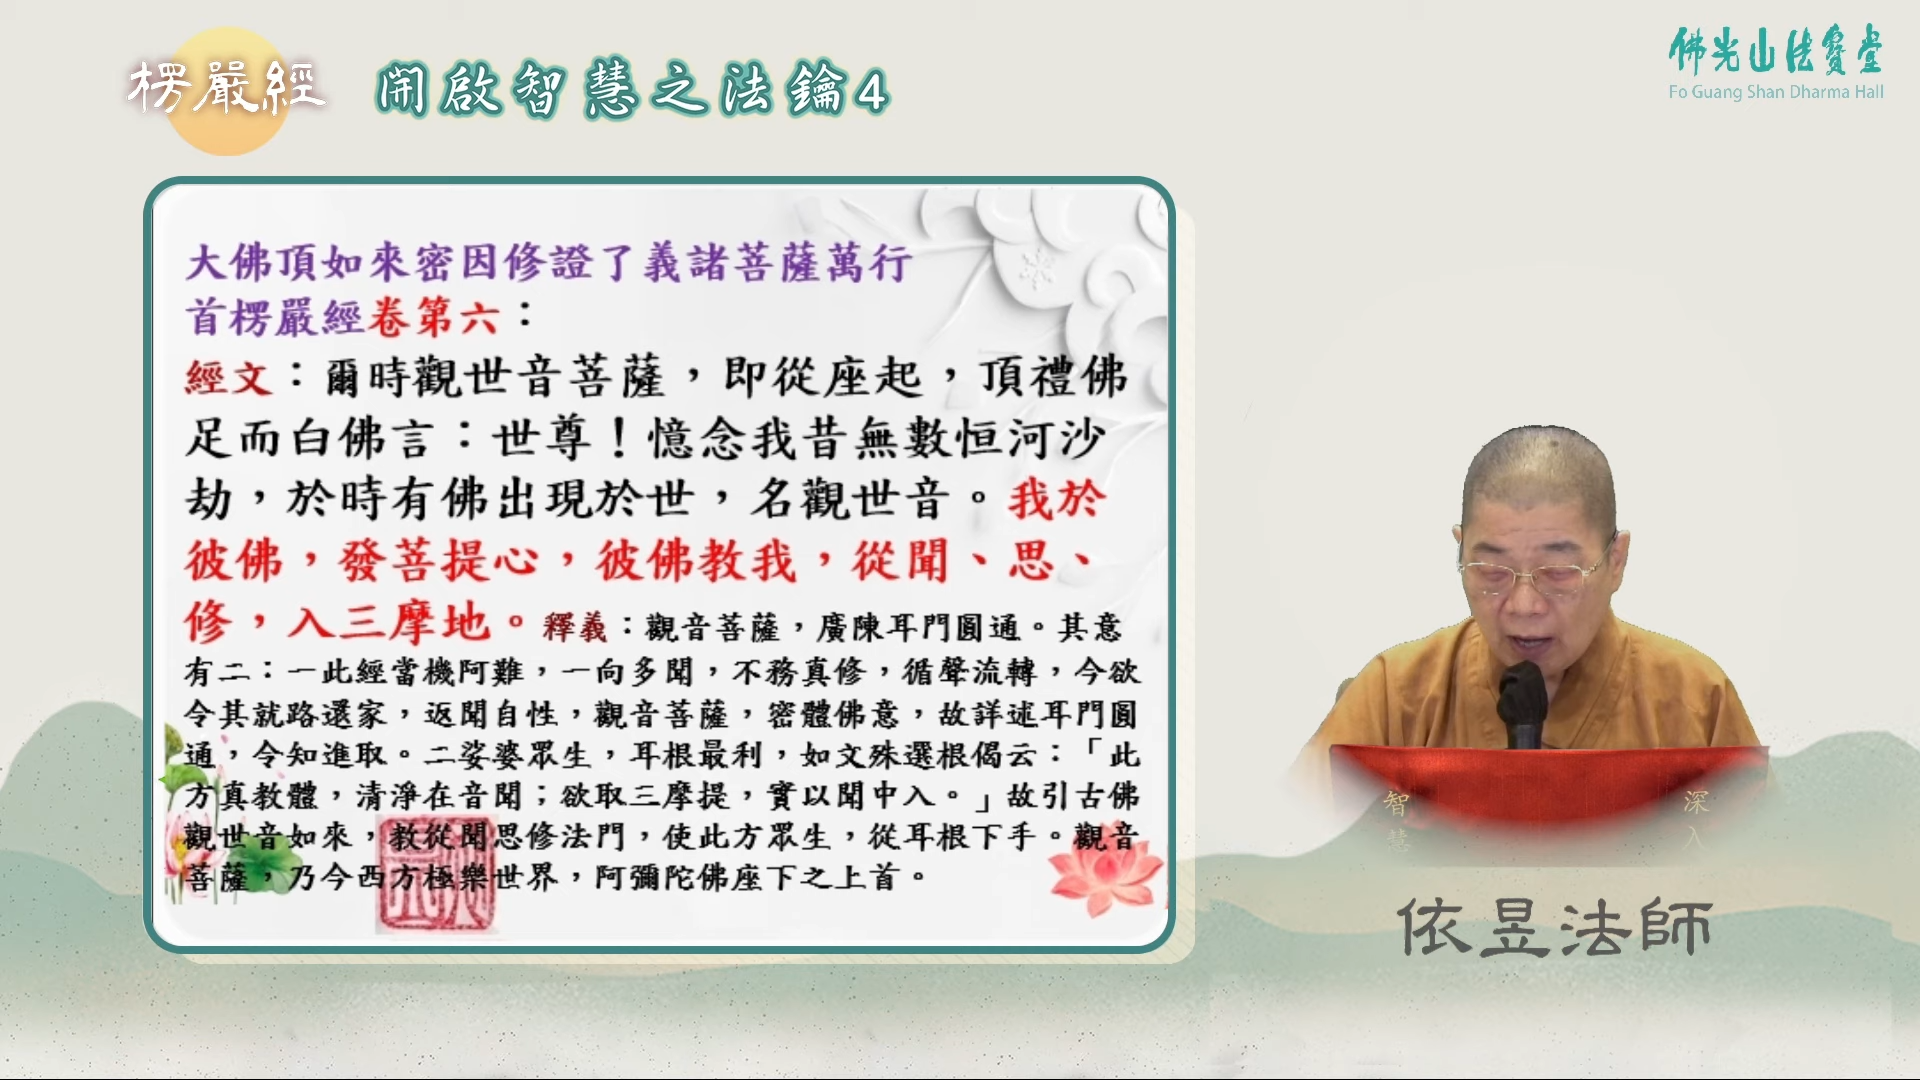 楞嚴經 開啟智慧之法鑰4
佛光山法寶堂
Fo Guang Shan Dharma Hall
大佛頂如來密因修證了義諸菩薩萬行
首楞嚴經卷第六：
經文：爾時觀世音菩薩，即從座起，頂禮佛
足而白佛言：世尊！憶念我昔無數恒河沙
劫，於時有佛出現於世，名觀世音。我於
彼佛，發菩提心，彼佛教我，從聞、思、
修，入三摩地。釋義：觀音菩薩，廣陳耳門圓通。其意
有二：一此經當機阿難，一向多聞，不務真修，循聲流轉，今欲
令其就路還家，返聞自性，觀音菩薩，密體佛意，故詳述耳門圓
通，令知進取。二娑婆眾生，耳根最利，如文殊選根偈云：「此
方真教體，清淨在音聞；欲取三摩提，實以聞中入。」故引古佛
觀世音如來，教從聞思修法門，使此方眾生，從耳根下手。觀音
菩薩，乃今西方極樂世界，阿彌陀佛座下之上首。
智慧
深入
依昱法師